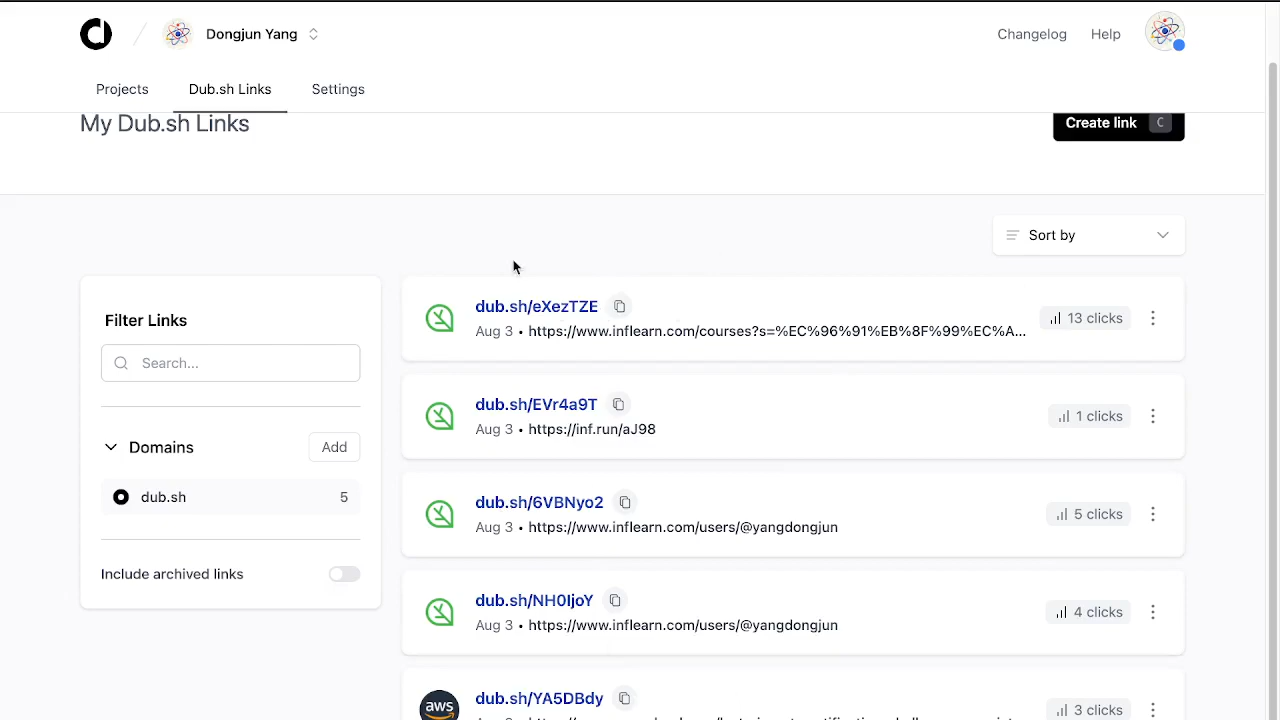 Dongjun Yang
Changelog
Help
Projects
Dub.sh Links
Settings
My Dub.sh Links
Create link C
Sort by
Filter Links
Search...
Domains
Add
dub.sh 5
Include archived links
dub.sh/eXezTZE
Aug 3 • https://www.inflearn.com/courses?s=%EC%96%91%EB%8F%99%EC%A...
13 clicks
dub.sh/EVr4a9T
Aug 3 • https://inf.run/aJ98
1 clicks
dub.sh/6VBNyo2
Aug 3 • https://www.inflearn.com/users/@yangdongjun
5 clicks
dub.sh/NH0IjoY
Aug 3 • https://www.inflearn.com/users/@yangdongjun
4 clicks
aws
dub.sh/YA5DBdy
3 clicks